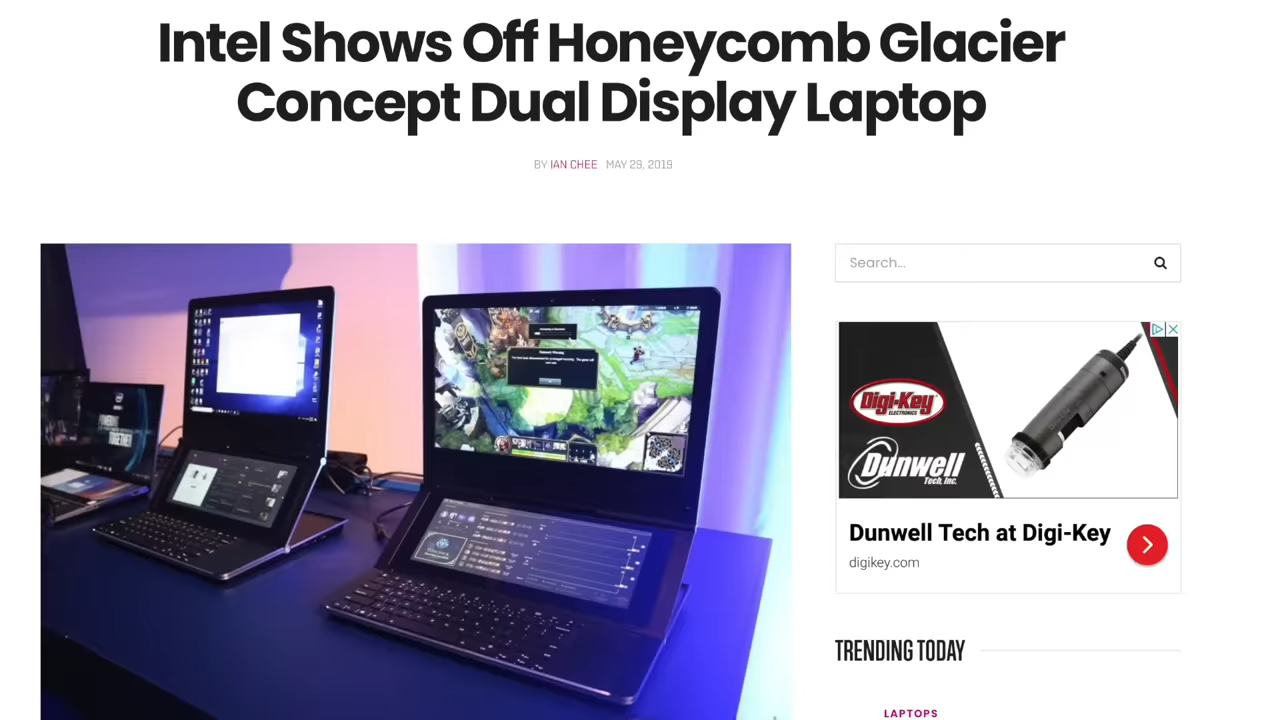 Intel Shows Off Honeycomb Glacier
Concept Dual Display Laptop
BY IAN CHEE MAY 29, 2019
Search...
Digi-Key
ELECTRONICS
Dunwell
Tech, Inc.
Dunwell Tech at Digi-Key
digikey.com
TRENDING TODAY
LAPTOPS